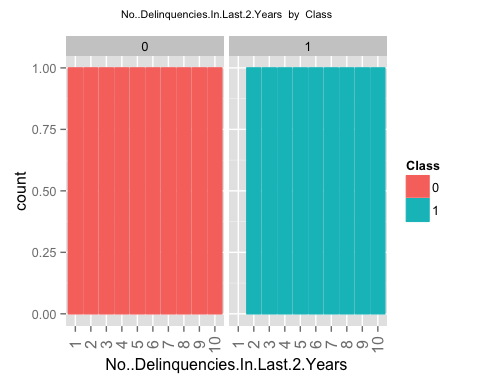 No..Delinquencies.In.Last.2.Years by Class
0 1
1.00
0.75
0.50
0.25
0.00
count
1 2 3 4 5 6 7 8 9 10 1 2 3 4 5 6 7 8 9 10
No..Delinquencies.In.Last.2.Years
Class
0
1